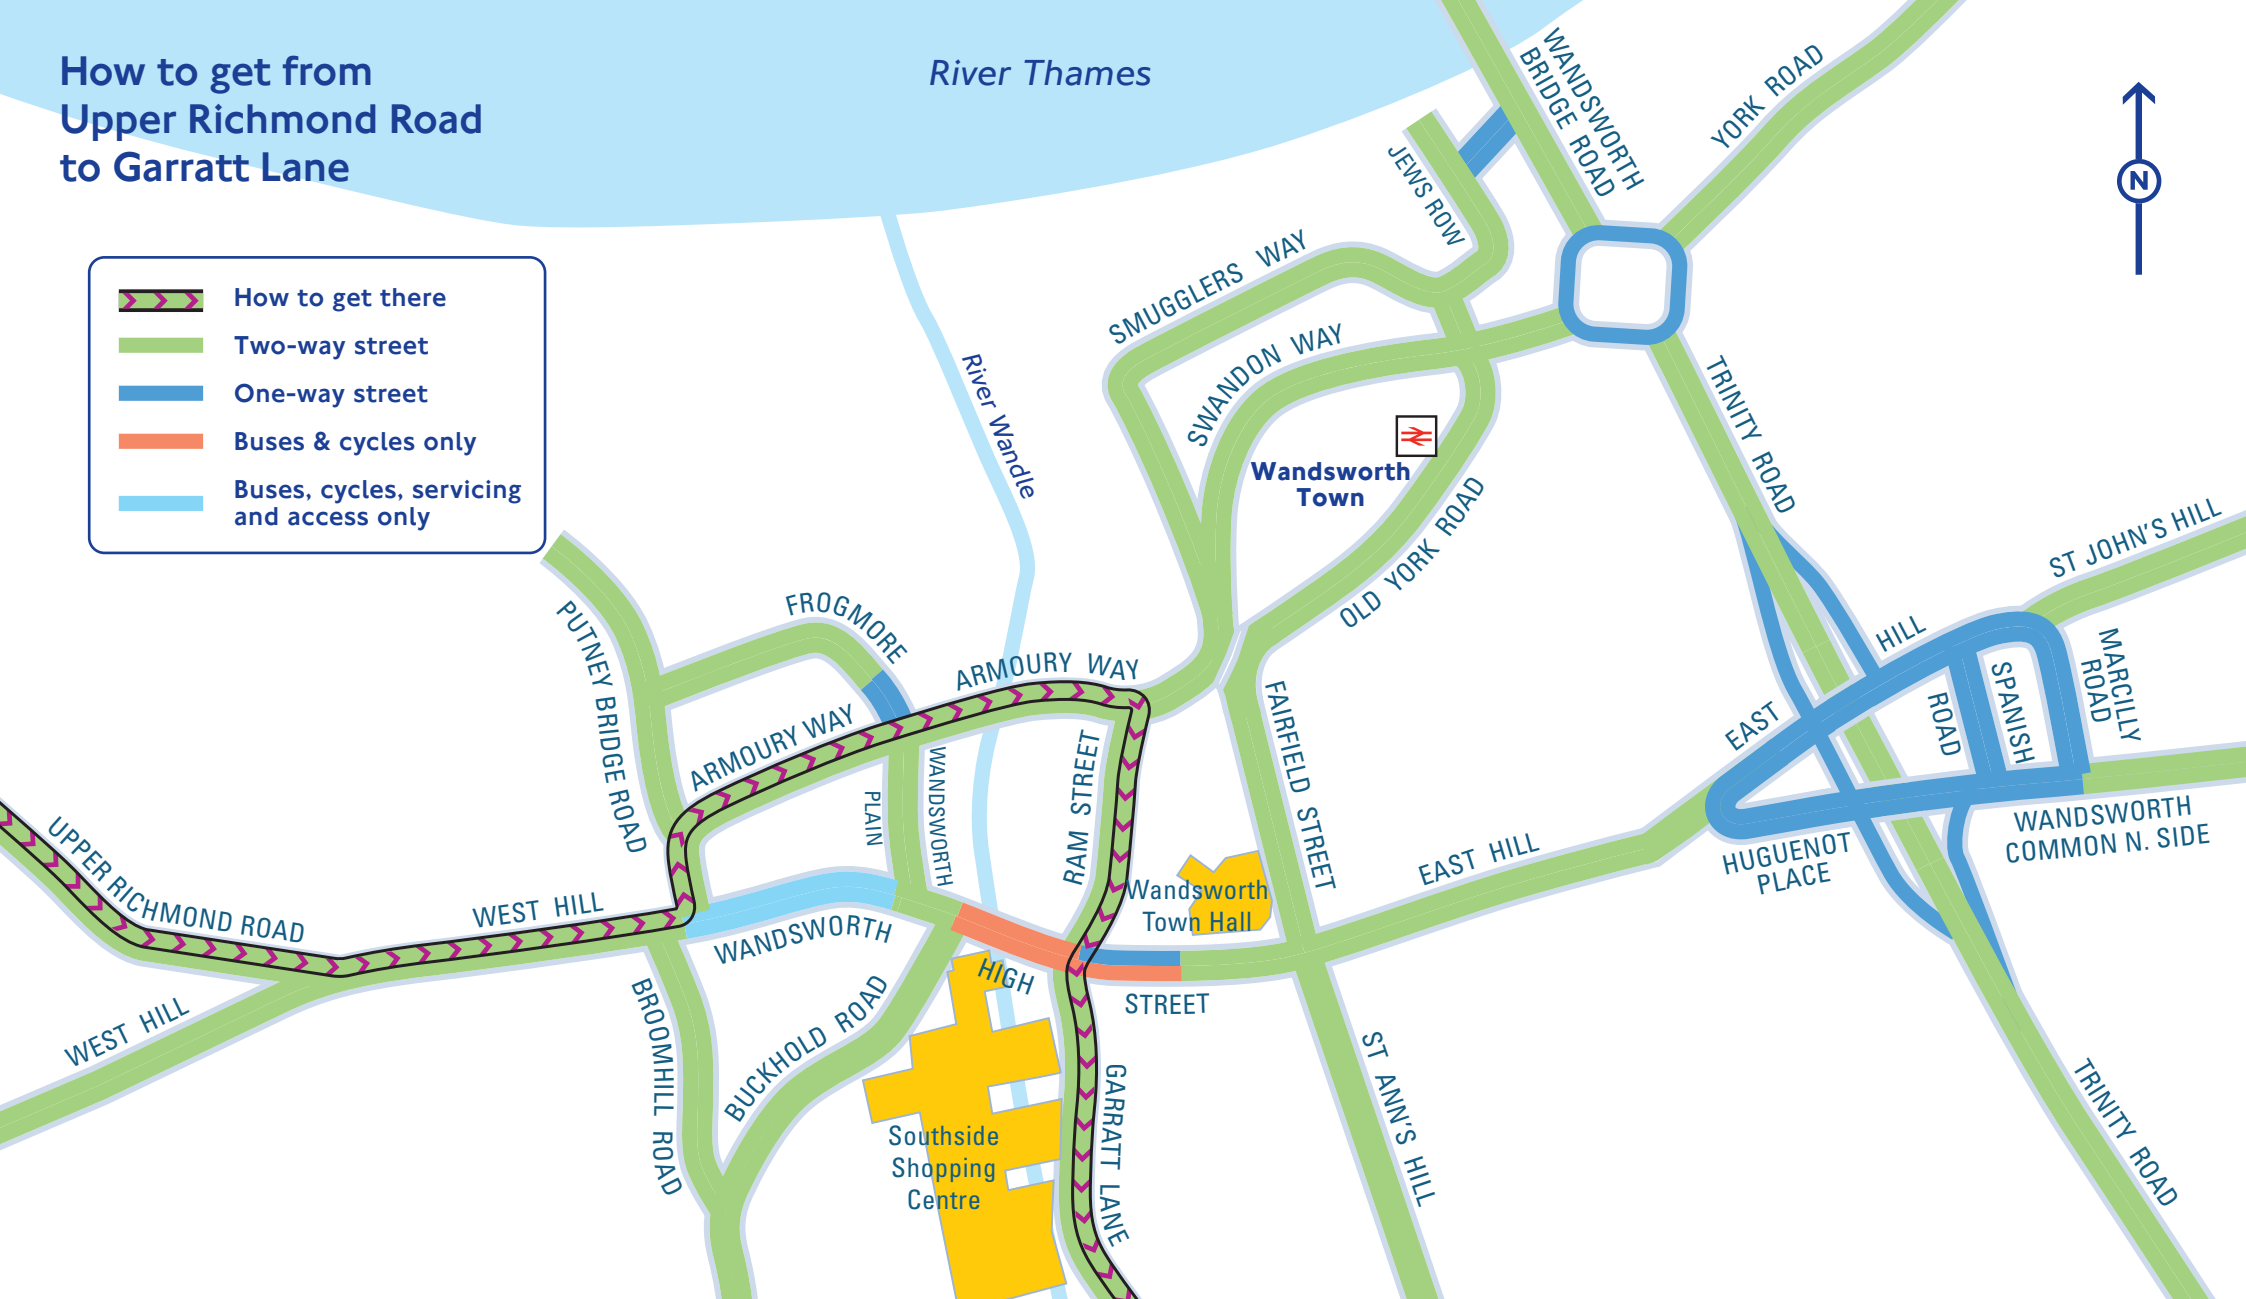 How to get from
Upper Richmond Road
to Garratt Lane
River Thames
N
How to get there
Two-way street
One-way street
Buses & cycles only
Buses, cycles, servicing
and access only
WANDSWORTH
BRIDGE ROAD
YORK ROAD
JEWS ROW
SMUGGLERS WAY
SWANDON WAY
River Wandle
Wandsworth
Town
TRINITY ROAD
OLD YORK ROAD
ST JOHN'S HILL
PUTNEY BRIDGE ROAD
FROGMORE
ARMOURY WAY
ARMOURY WAY
EAST HILL
SPANISH
ROAD
MARCILLY
ROAD
FAIRFIELD STREET
RAM STREET
WANDSWORTH
PLAIN
UPPER RICHMOND ROAD
WEST HILL
WANDSWORTH
HIGH
STREET
Wandsworth
Town Hall
EAST HILL
HUGUENOT
PLACE
WANDSWORTH
COMMON N. SIDE
WEST HILL
BROOMHILL ROAD
BUCKHOLD ROAD
Southside
Shopping
Centre
GARRATT LANE
ST ANN'S HILL
TRINITY ROAD